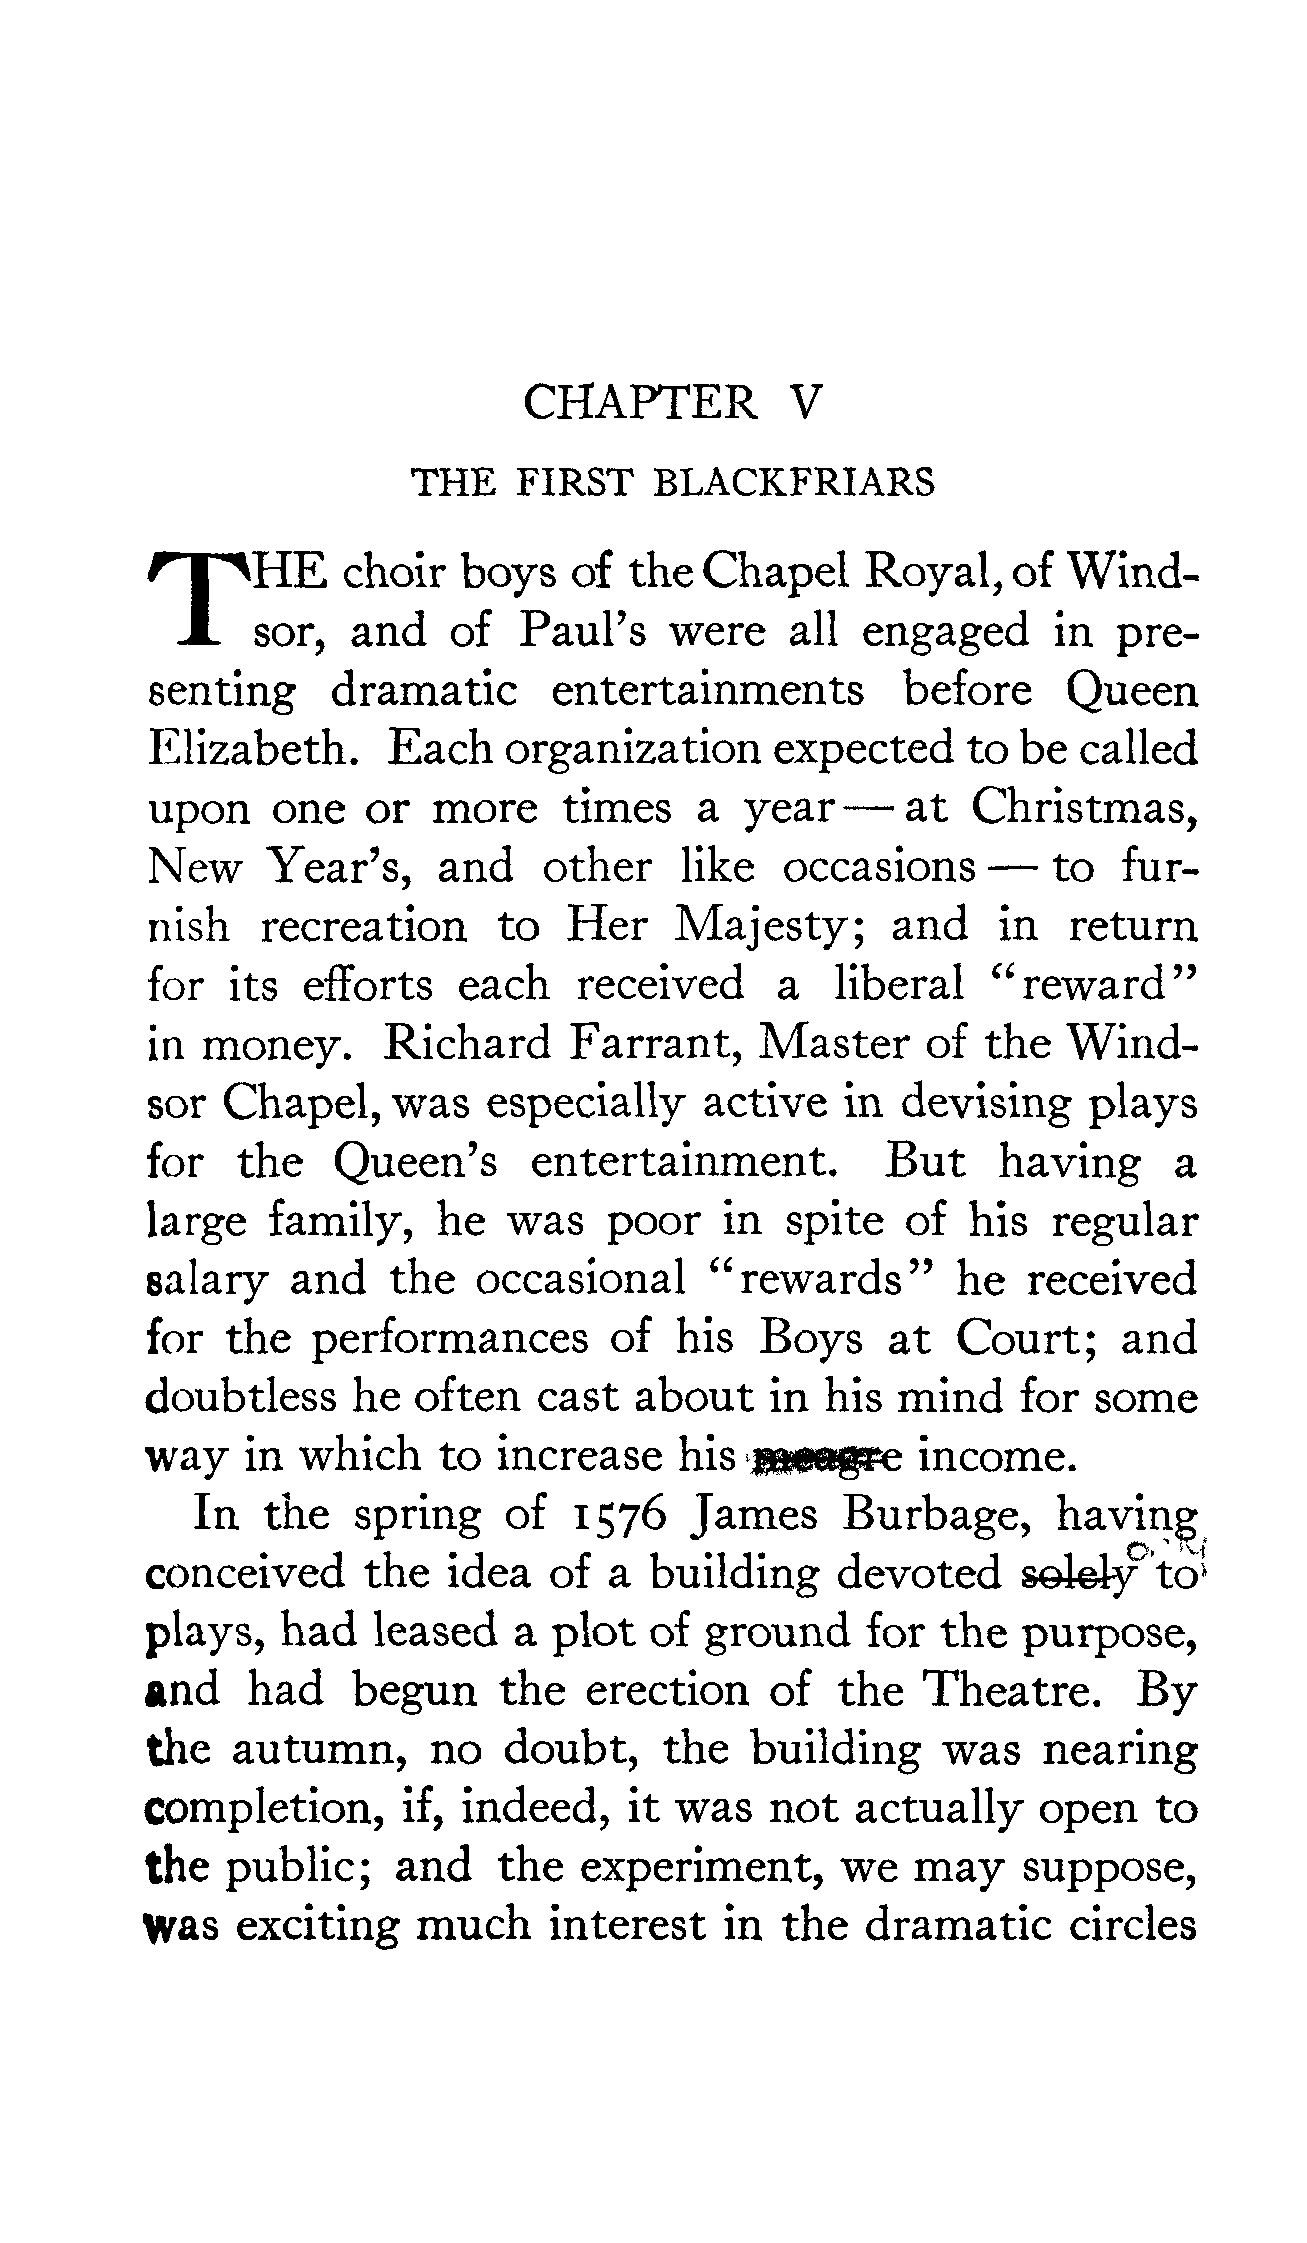 CHAPTER V
THE FIRST BLACKFRIARS
THE choir boys of the Chapel Royal, of Wind-
sor, and of Paul's were all engaged in pre-
senting dramatic entertainments before Queen
Elizabeth. Each organization expected to be called
upon one or more times a year — at Christmas,
New Year's, and other like occasions — to fur-
nish recreation to Her Majesty; and in return
for its efforts each received a liberal "reward"
in money. Richard Farrant, Master of the Wind-
sor Chapel, was especially active in devising plays
for the Queen's entertainment. But having a
large family, he was poor in spite of his regular
salary and the occasional "rewards" he received
for the performances of his Boys at Court; and
doubtless he often cast about in his mind for some
way in which to increase his meagre income.
In the spring of 1576 James Burbage, having
conceived the idea of a building devoted solely to
plays, had leased a plot of ground for the purpose,
and had begun the erection of the Theatre. By
the autumn, no doubt, the building was nearing
completion, if, indeed, it was not actually open to
the public; and the experiment, we may suppose,
was exciting much interest in the dramatic circles